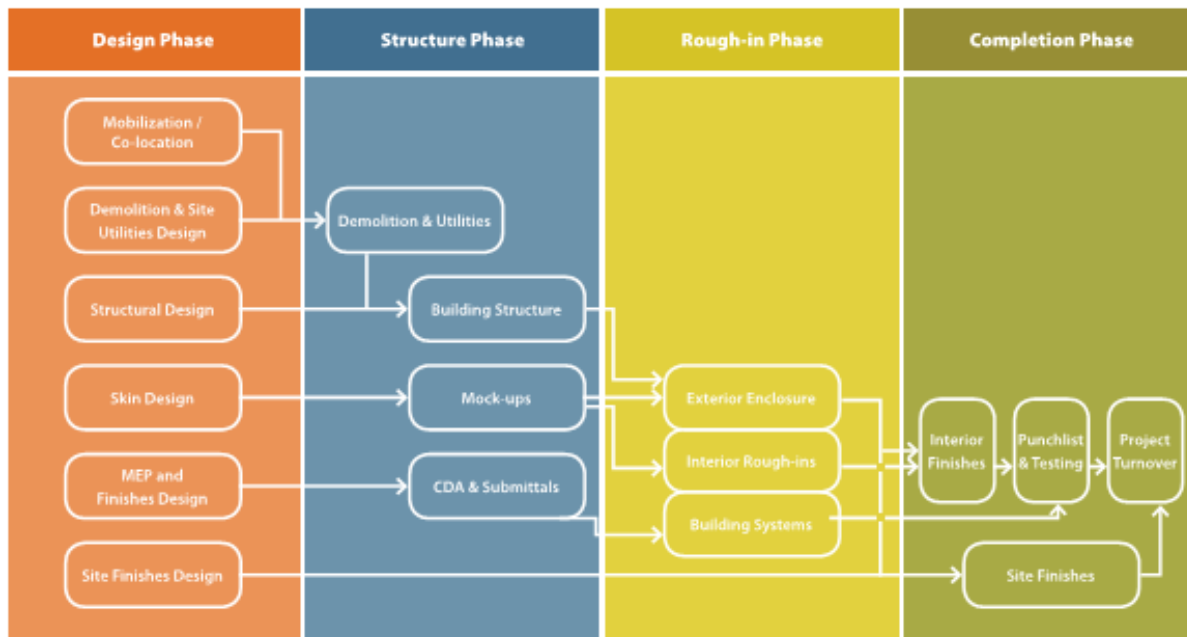 Design Phase
Structure Phase
Rough-in Phase
Completion Phase
Mobilization /
Co-location
Demolition & Site
Utilities Design
Demolition & Utilities
Structural Design
Building Structure
Skin Design
Mock-ups
Exterior Enclosure
Interior
Finishes
Punchlist
& Testing
Project
Turnover
MEP and
Finishes Design
CDA & Submittals
Interior Rough-ins
Building Systems
Site Finishes Design
Site Finishes